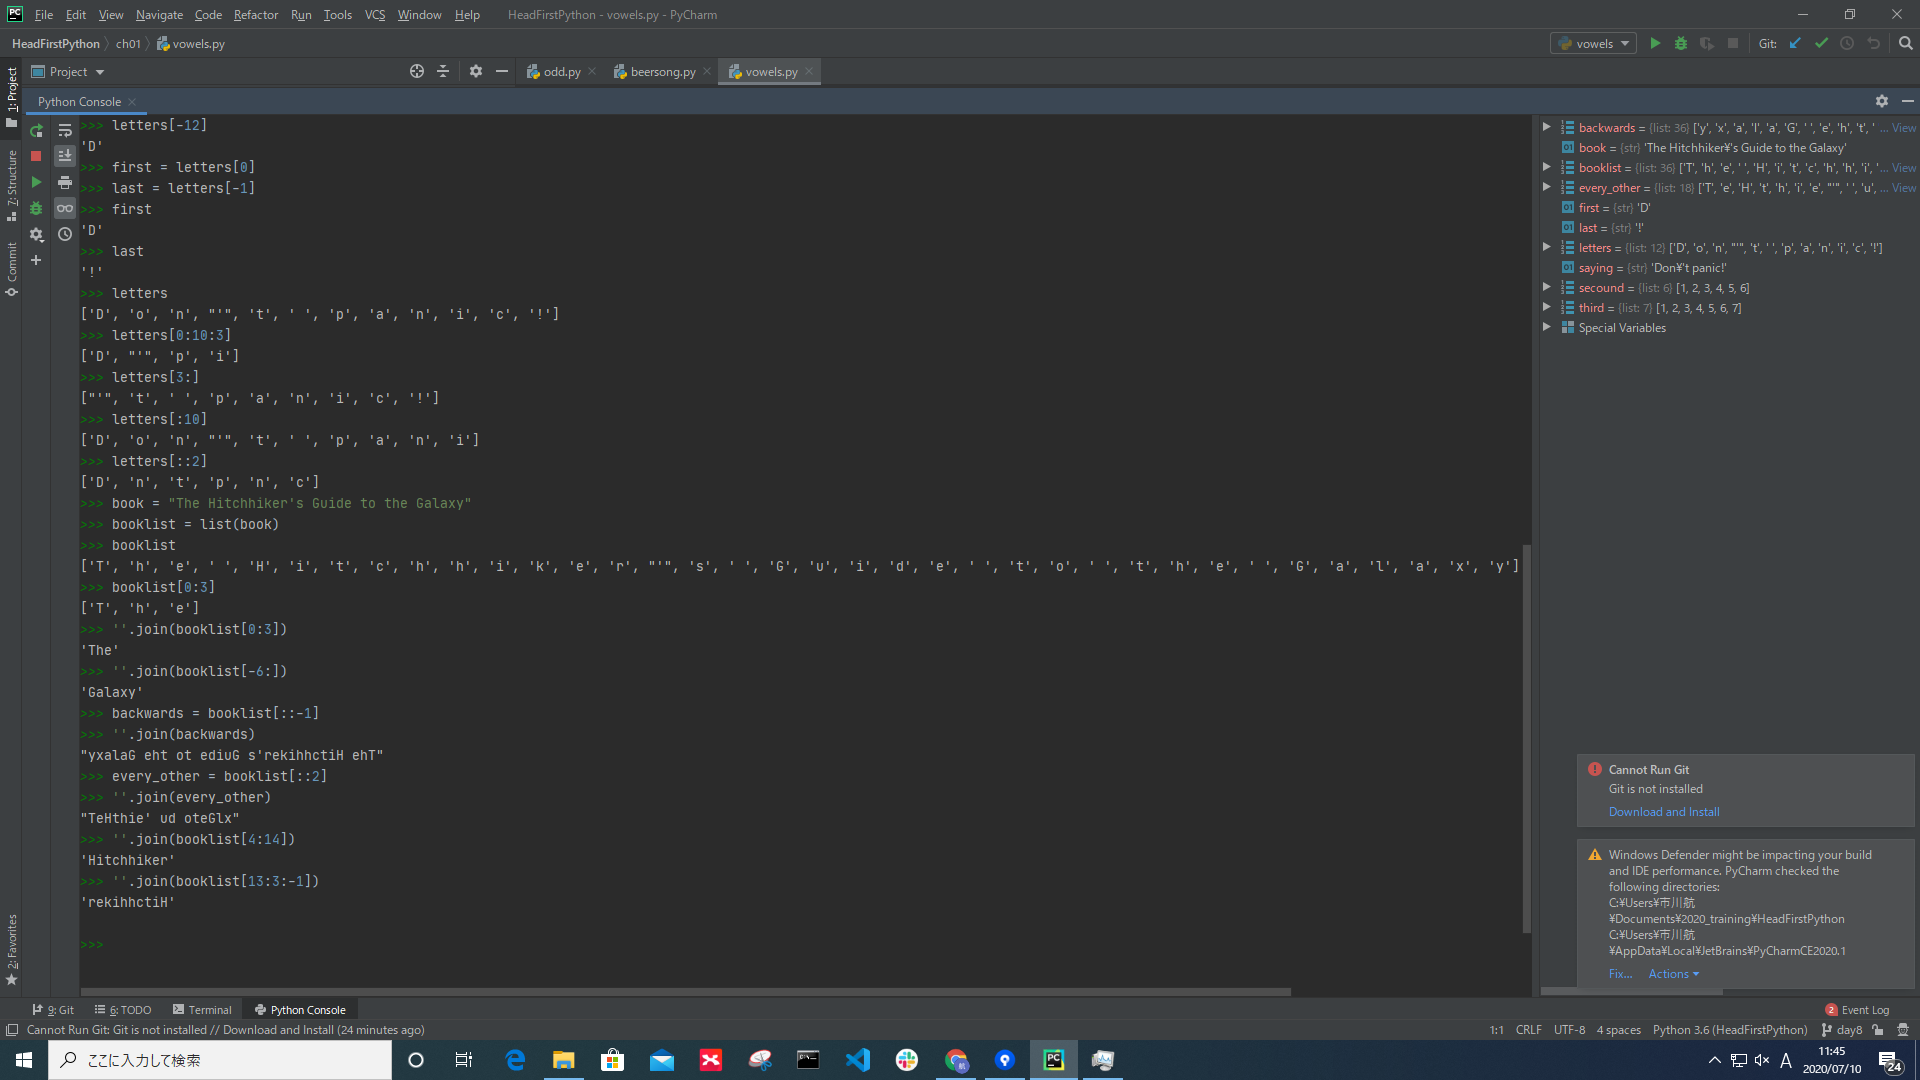 File Edit View Navigate Code Refactor Run Tools VCS Window Help HeadFirstPython - vowels.py - PyCharm
HeadFirstPython ch01 vowels.py vowels Git:
Project odd.py beersong.py vowels.py
Python Console
>>> letters[-12]
'D'
>>> first = letters[0]
>>> last = letters[-1]
>>> first
'D'
>>> last
'!'
>>> letters
['D', 'o', 'n', "'", 't', ' ', 'p', 'a', 'n', 'i', 'c', '!']
>>> letters[0:10:3]
['D', "'", 'p', 'i']
>>> letters[3:]
["'", 't', ' ', 'p', 'a', 'n', 'i', 'c', '!']
>>> letters[:10]
['D', 'o', 'n', "'", 't', ' ', 'p', 'a', 'n', 'i']
>>> letters[::2]
['D', 'n', 't', 'p', 'n', 'c']
>>> book = "The Hitchhiker's Guide to the Galaxy"
>>> booklist = list(book)
>>> booklist
['T', 'h', 'e', ' ', 'H', 'i', 't', 'c', 'h', 'h', 'i', 'k', 'e', 'r', "'", 's', ' ', 'G', 'u', 'i', 'd', 'e', ' ', 't', 'o', ' ', 't', 'h', 'e', ' ', 'G', 'a', 'l', 'a', 'x', 'y']
>>> booklist[0:3]
['T', 'h', 'e']
>>> ''.join(booklist[0:3])
'The'
>>> ''.join(booklist[-6:])
'Galaxy'
>>> backwards = booklist[::-1]
>>> ''.join(backwards)
"yxalaG eht ot ediuG s'rekihhctiH ehT"
>>> every_other = booklist[::2]
>>> ''.join(every_other)
"TeHthie' ud oteGlx"
>>> ''.join(booklist[4:14])
'Hitchhiker'
>>> ''.join(booklist[13:3:-1])
'rekihhctiH'
>>>
backwards = {list: 36} ['y', 'x', 'a', 'l', 'a', 'G', ' ', 'e', 'h', 't', ' ... View
book = {str} 'The Hitchhiker¥'s Guide to the Galaxy'
booklist = {list: 36} ['T', 'h', 'e', ' ', 'H', 'i', 't', 'c', 'h', 'h', 'i', '... View
every_other = {list: 18} ['T', 'e', 'H', 't', 'h', 'i', 'e', "'", ' ', 'u', ... View
first = {str} 'D'
last = {str} '!'
letters = {list: 12} ['D', 'o', 'n', "'", 't', ' ', 'p', 'a', 'n', 'i', 'c', '!']
saying = {str} 'Don¥'t panic!'
secound = {list: 6} [1, 2, 3, 4, 5, 6]
third = {list: 7} [1, 2, 3, 4, 5, 6, 7]
Special Variables
Cannot Run Git
Git is not installed
Download and Install
Windows Defender might be impacting your build
and IDE performance. PyCharm checked the
following directories:
C:¥Users¥市川航
¥Documents¥2020_training¥HeadFirstPython
C:¥Users¥市川航
¥AppData¥Local¥JetBrains¥PyCharmCE2020.1
Fix... Actions
1: Project
7: Structure
Commit
2: Favorites
9: Git 6: TODO Terminal Python Console 2 Event Log
Cannot Run Git: Git is not installed // Download and Install (24 minutes ago) 1:1 CRLF UTF-8 4 spaces Python 3.6 (HeadFirstPython) day8
ここに入力して検索 A 11:45
2020/07/10 24